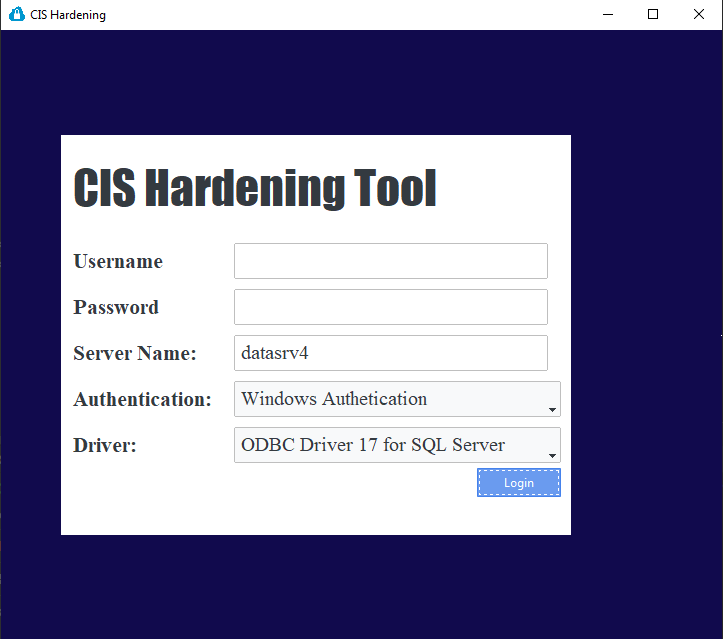 CIS Hardening
CIS Hardening Tool
Username
Password
Server Name: datasrv4
Authentication: Windows Authetication
Driver: ODBC Driver 17 for SQL Server
Login